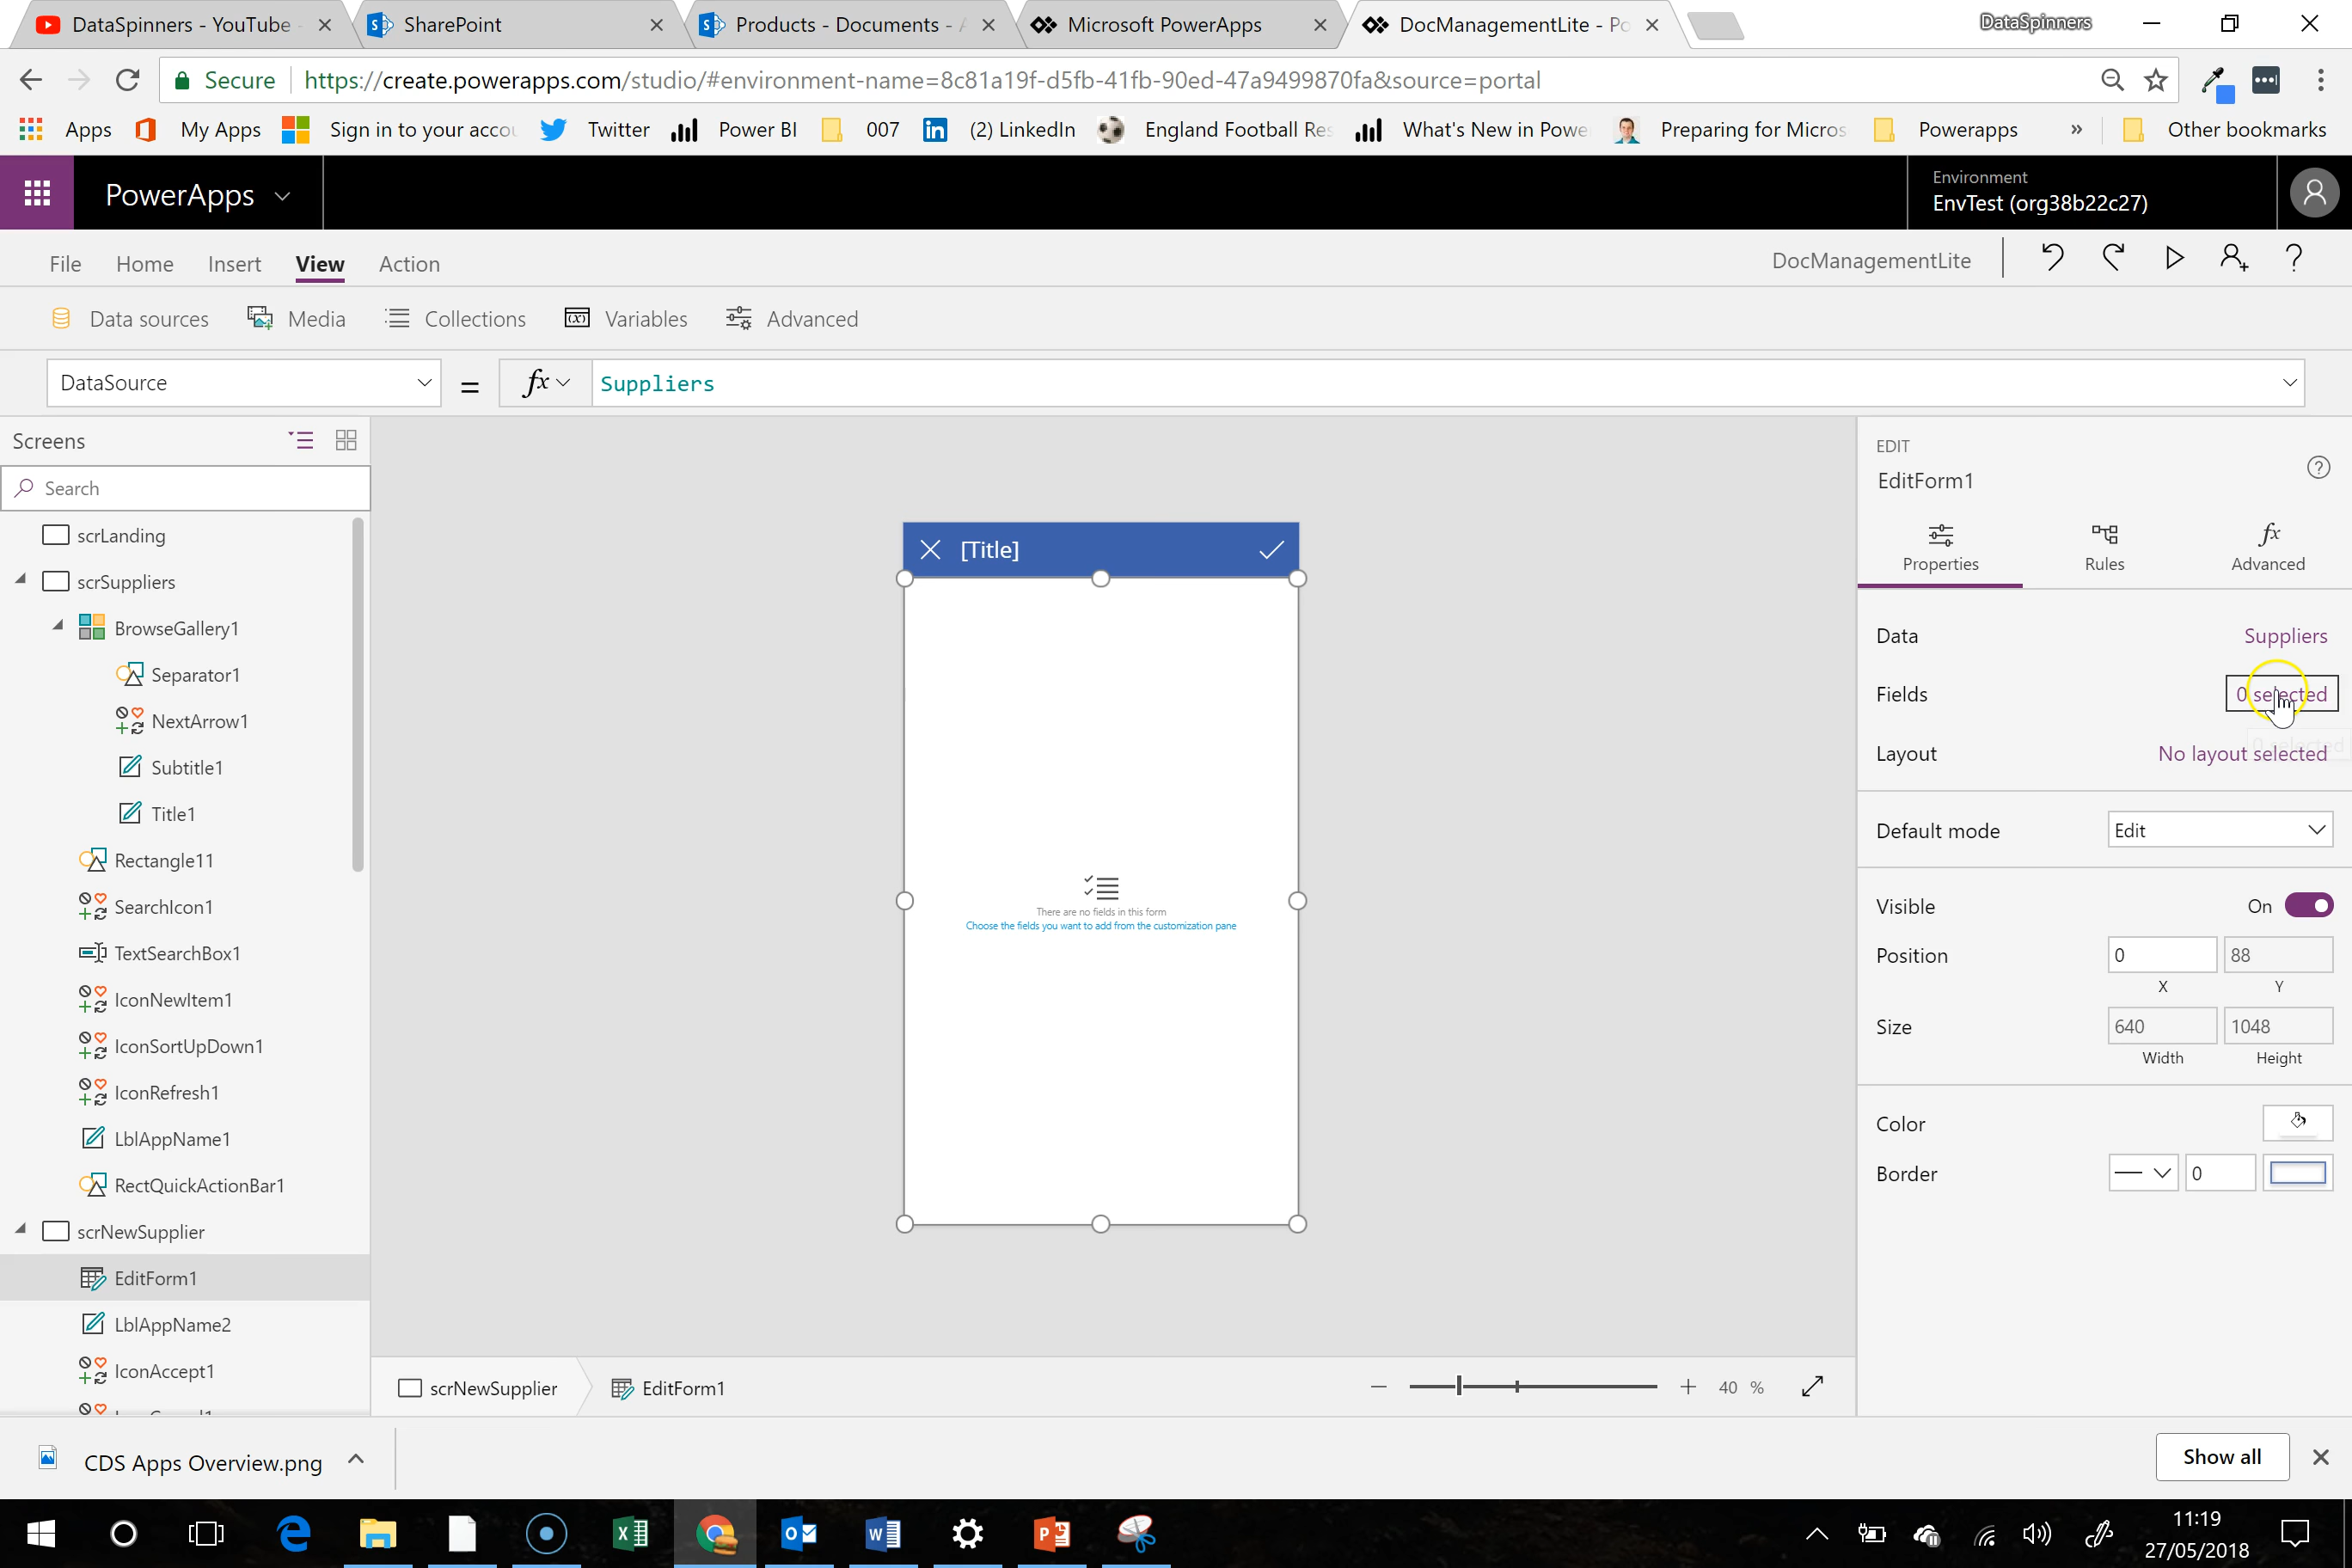 DataSpinners - YouTube
SharePoint
Products - Documents - A
Microsoft PowerApps
DocManagementLite - Po
DataSpinners
Secure
https://create.powerapps.com/studio/#environment-name=8c81a19f-d5fb-41fb-90ed-47a9499870fa&source=portal
Apps
My Apps
Sign in to your accou
Twitter
Power BI
007
(2) LinkedIn
England Football Res
What's New in Powe
Preparing for Micros
Powerapps
»
Other bookmarks
PowerApps
Environment
EnvTest (org38b22c27)
File
Home
Insert
View
Action
DocManagementLite
Data sources
Media
Collections
Variables
Advanced
DataSource
=
fx
Suppliers
Screens
Search
scrLanding
scrSuppliers
BrowseGallery1
Separator1
NextArrow1
Subtitle1
Title1
Rectangle11
SearchIcon1
TextSearchBox1
IconNewItem1
IconSortUpDown1
IconRefresh1
LblAppName1
RectQuickActionBar1
scrNewSupplier
EditForm1
LblAppName2
IconAccept1
[Title]
There are no fields in this form
Choose the fields you want to add from the customization pane
scrNewSupplier
EditForm1
40 %
EDIT
EditForm1
Properties
Rules
Advanced
Data
Suppliers
Fields
0 selected
Layout
No layout selected
Default mode
Edit
Visible
On
Position
0
88
X
Y
Size
640
1048
Width
Height
Color
Border
0
CDS Apps Overview.png
Show all
11:19
27/05/2018